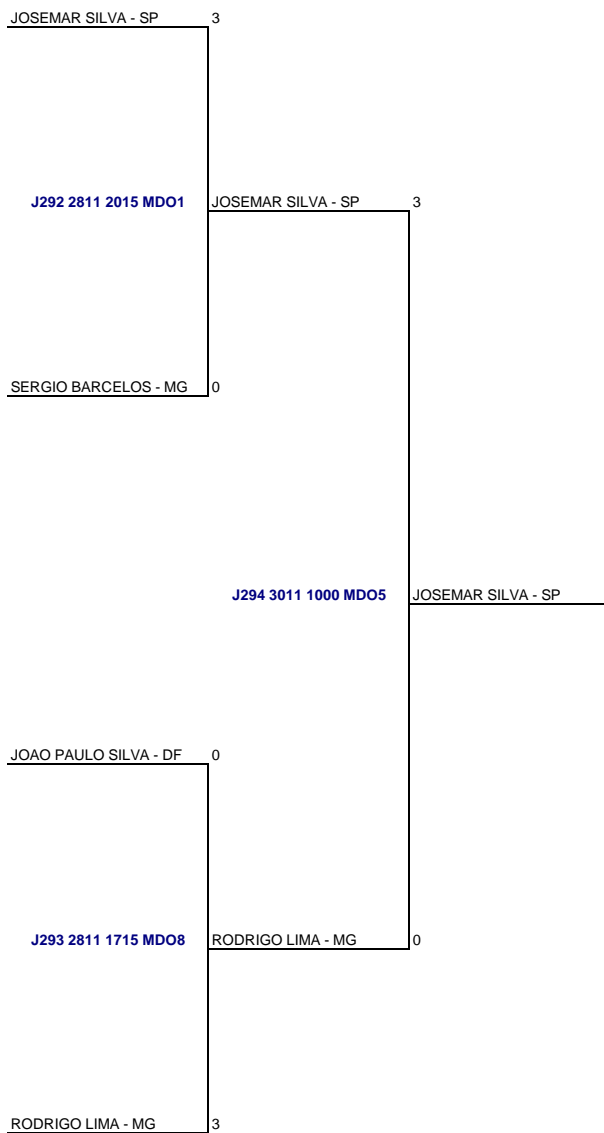 JOSEMAR SILVA - SP 3
J292 2811 2015 MDO1 JOSEMAR SILVA - SP 3
SERGIO BARCELOS - MG 0
J294 3011 1000 MDO5 JOSEMAR SILVA - SP
JOAO PAULO SILVA - DF 0
J293 2811 1715 MDO8 RODRIGO LIMA - MG 0
RODRIGO LIMA - MG 3